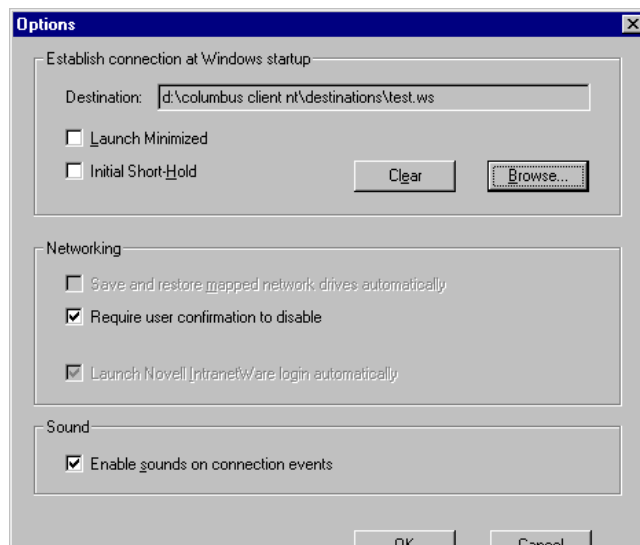 Options
Establish connection at Windows startup
Destination: d:\columbus client nt\destinations\test.ws
Launch Minimized
Initial Short-Hold
Clear Browse...
Networking
Save and restore mapped network drives automatically
Require user confirmation to disable
Launch Novell IntranetWare login automatically
Sound
Enable sounds on connection events
OK Cancel